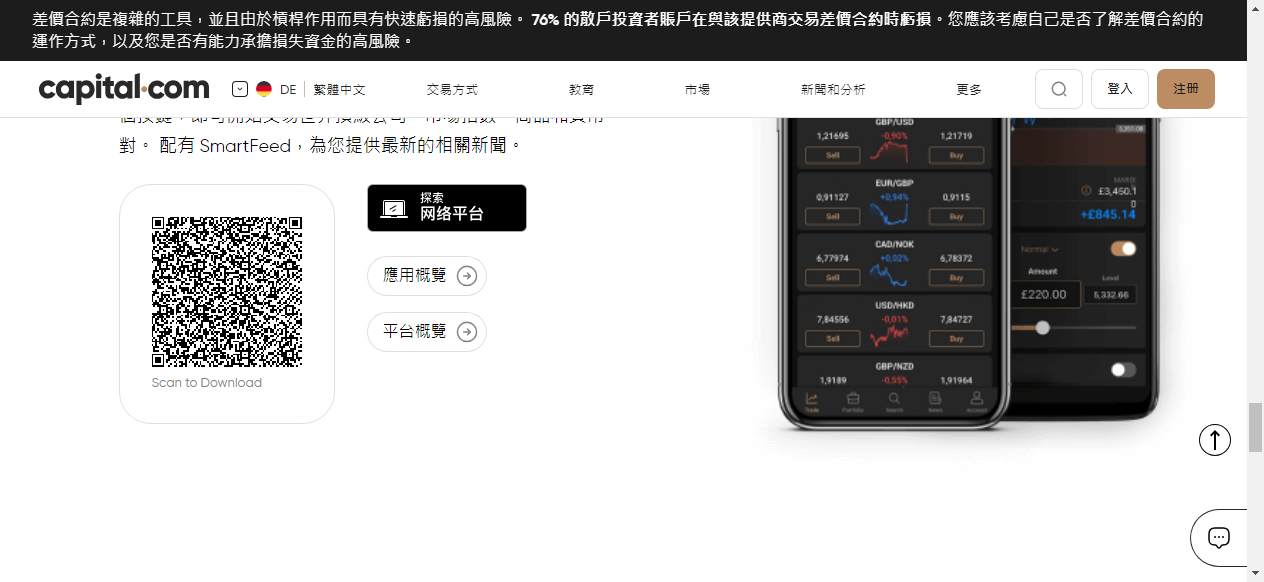 差價合約是複雜的工具，並且由於槓桿作用而具有快速虧損的高風險。 76% 的散戶投資者賬戶在與該提供商交易差價合約時虧損。您應該考慮自己是否了解差價合約的
運作方式，以及您是否有能力承擔損失資金的高風險。
capital.com
DE 繁體中文 交易方式 教育 市場 新聞和分析 更多 登入 注册
對。 配有 SmartFeed，為您提供最新的相關新聞。
探索
网络平台
應用概覽
平台概覽
Scan to Download
GBP/USD
1,21695 -0,90% 1,21719
Sell Buy
EUR/GBP
0,91127 +0,94% 0,9115
Sell Buy
CAD/NOK
6,77974 +0,02% 6,78372
Sell Buy
USD/HKD
7,84556 -0,01% 7,84727
Sell Buy
GBP/NZD
1,9189 -0,55% 1,91964
Trade Portfolio Search News Account
5,351.08
£3,450.1
0
+£845.14
Normal
Amount Level
£220.00 5,332.66